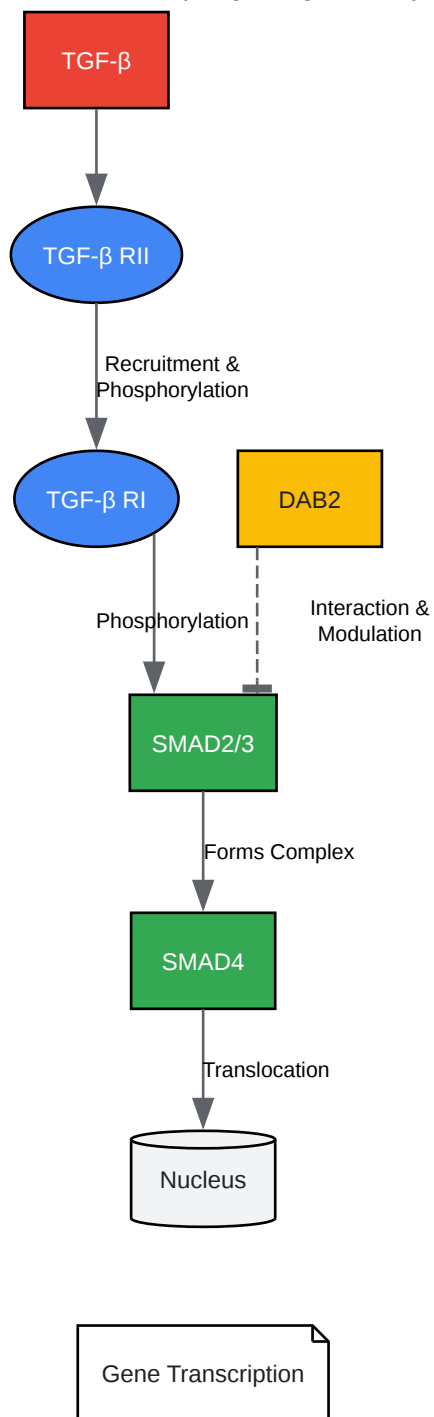 TGF-β
TGF-β RII
Recruitment &
Phosphorylation
TGF-β RI
DAB2
Phosphorylation
Interaction &
Modulation
SMAD2/3
Forms Complex
SMAD4
Translocation
Nucleus
Gene Transcription